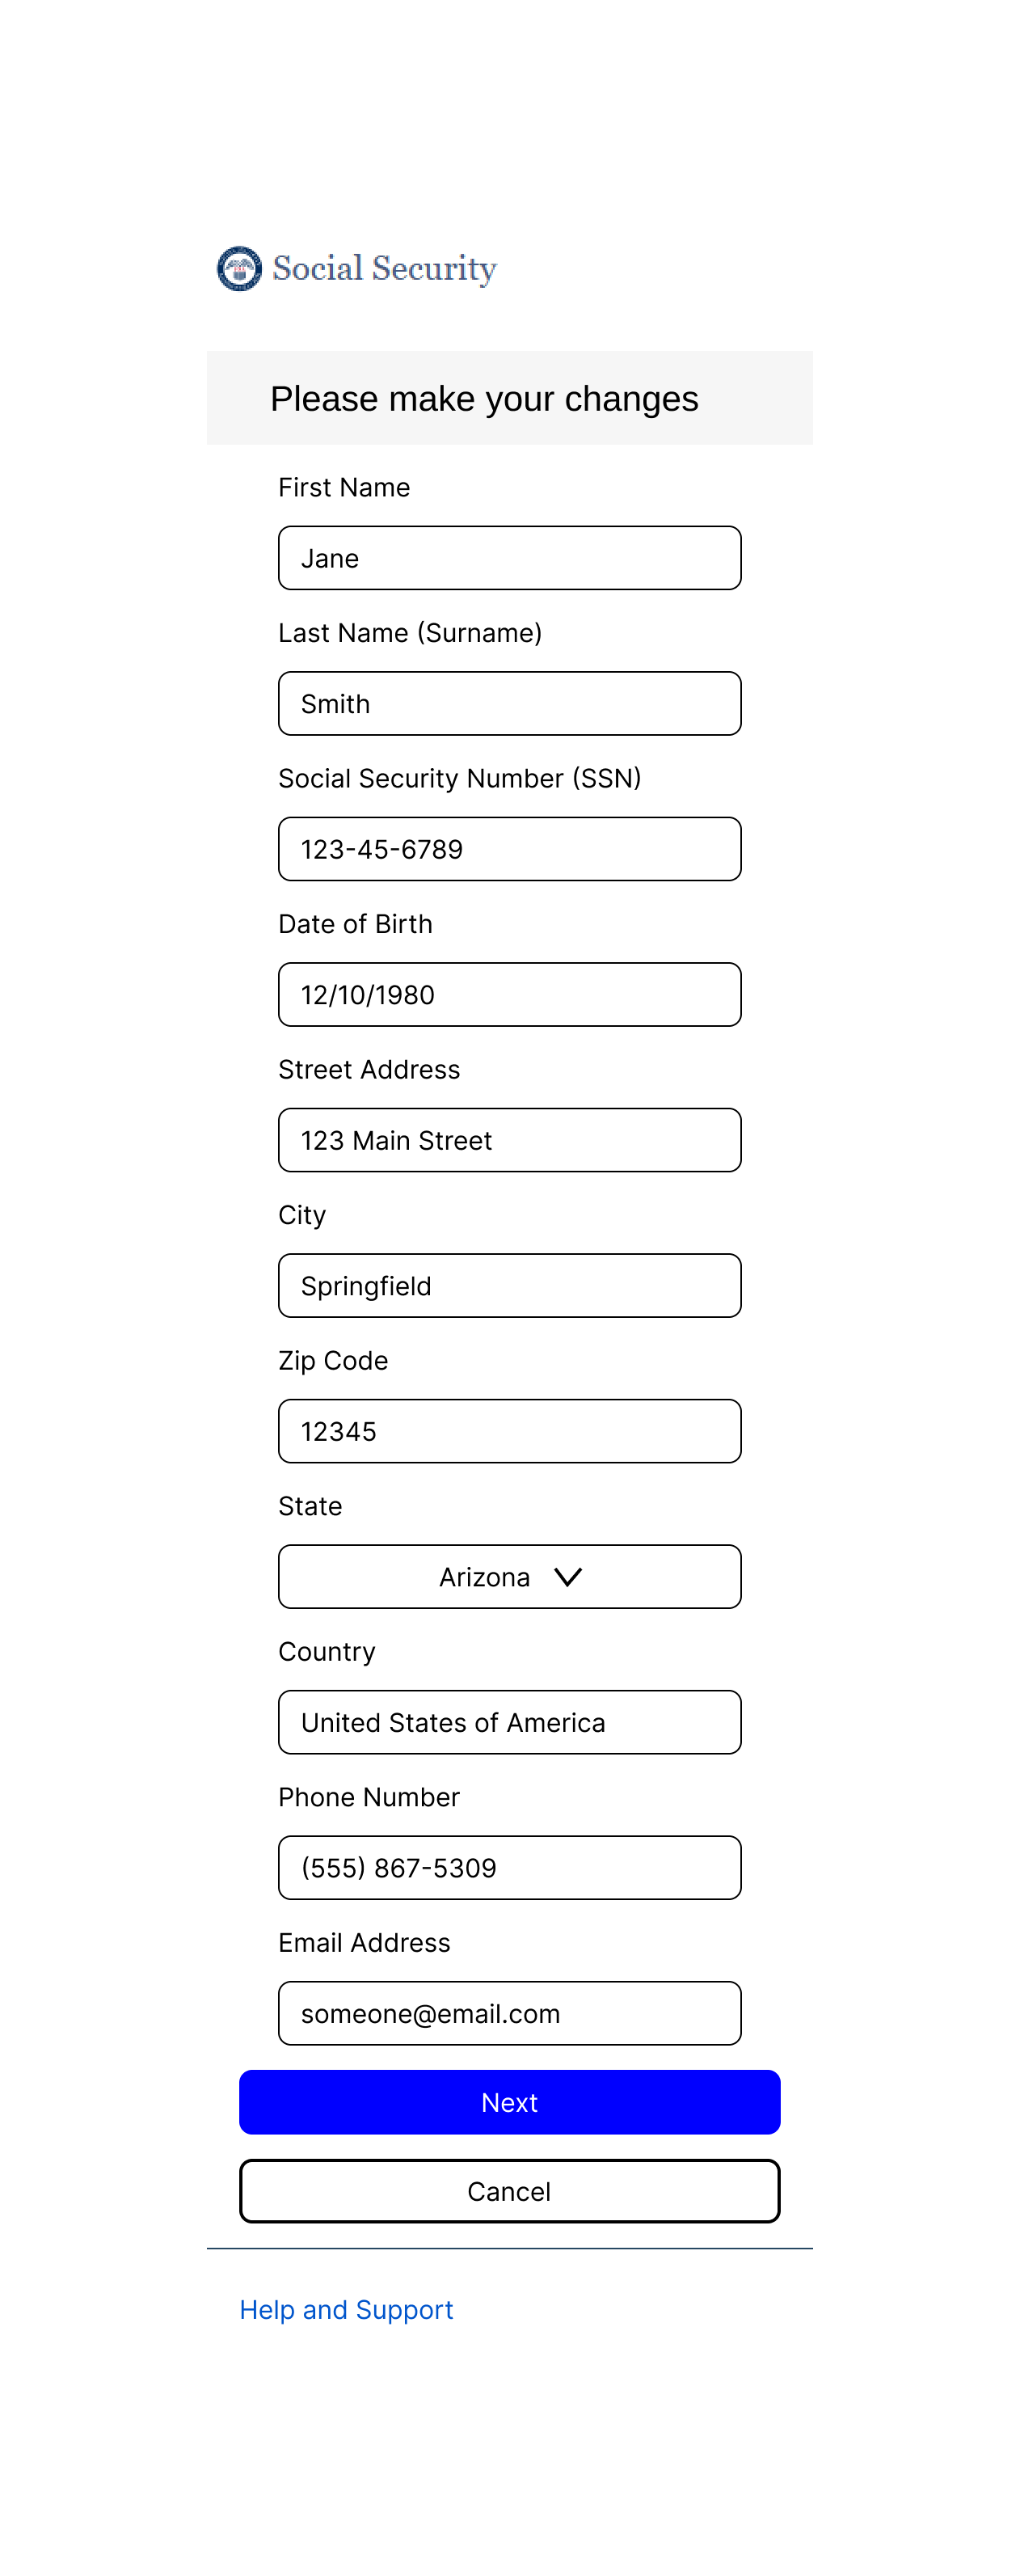 Social Security
Please make your changes
First Name
Jane
Last Name (Surname)
Smith
Social Security Number (SSN)
123-45-6789
Date of Birth
12/10/1980
Street Address
123 Main Street
City
Springfield
Zip Code
12345
State
Arizona
Country
United States of America
Phone Number
(555) 867-5309
Email Address
someone@email.com
Next
Cancel
Help and Support